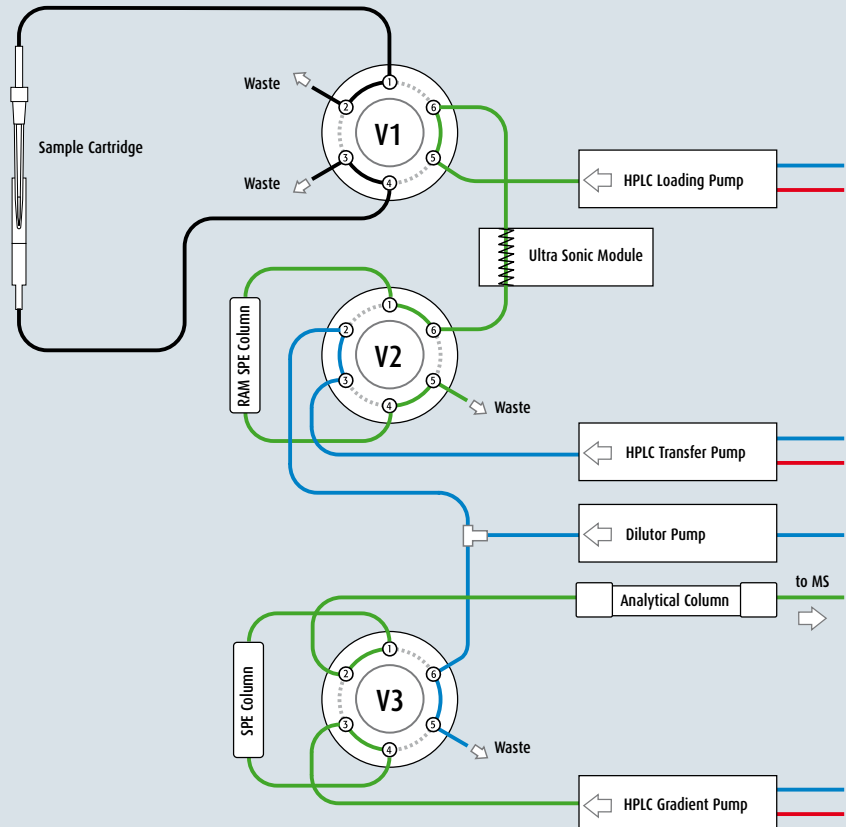 Waste
1
2
6
V1
Sample Cartridge
3
5
Waste
4
HPLC Loading Pump
Ultra Sonic Module
RAM SPE Column
1
2
6
V2
3
5
4
Waste
HPLC Transfer Pump
Dilutor Pump
to MS
Analytical Column
SPE Column
1
2
6
V3
3
5
4
Waste
HPLC Gradient Pump